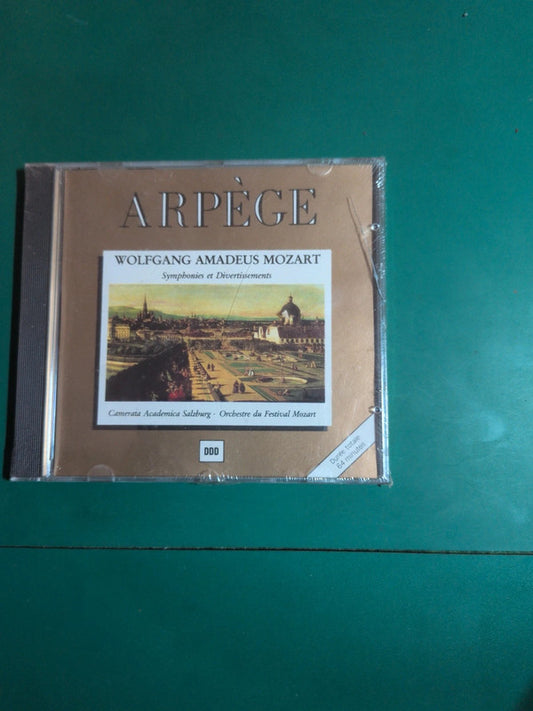 ARPÈGE
WOLFGANG AMADEUS MOZART
Symphonies et Divertissements
Camerata Academica Salzburg - Orchestre du Festival Mozart
DDD
Durée totale
64 minutes